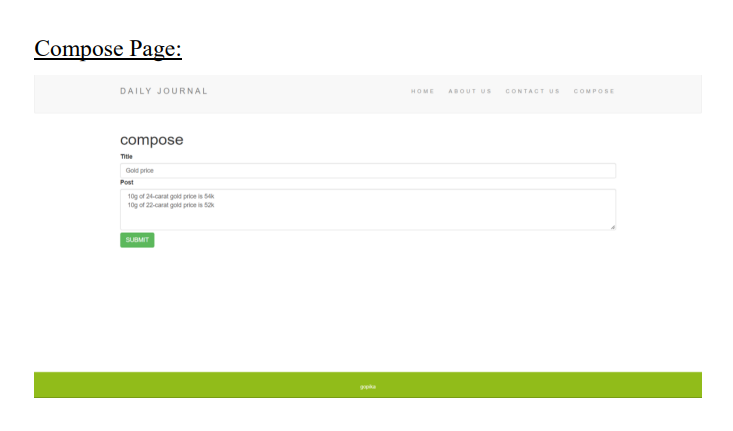 Compose Page:
DAILY JOURNAL
HOME ABOUT US CONTACT US COMPOSE
compose
Title
Gold price
Post
10g of 24-carat gold price is 54k
10g of 22-carat gold price is 52k
SUBMIT
gopika